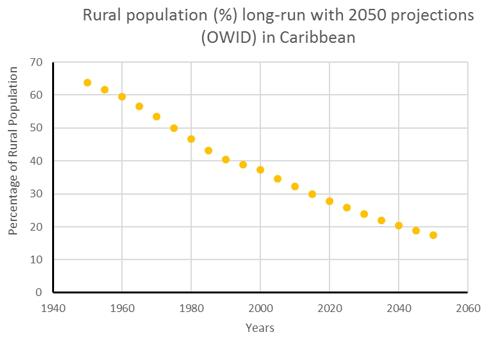 Rural population (%) long-run with 2050 projections
(OWID) in Caribbean
Percentage of Rural Population
70
60
50
40
30
20
10
0
1940 1960 1980 2000 2020 2040 2060
Years